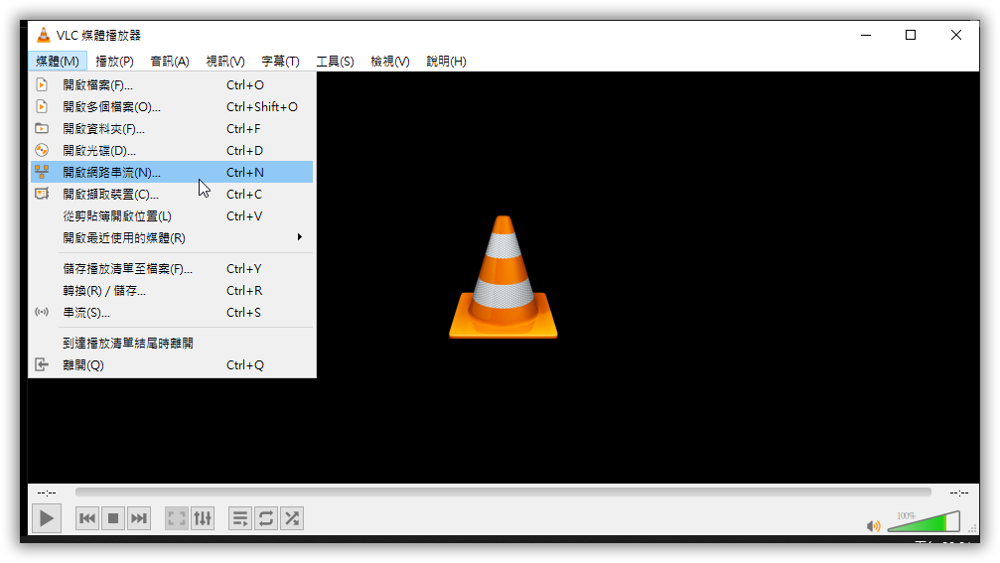 VLC 媒體播放器
媒體(M) 播放(P) 音訊(A) 視訊(V) 字幕(T) 工具(S) 檢視(V) 說明(H)
開啟檔案(F)... Ctrl+O
開啟多個檔案(O)... Ctrl+Shift+O
開啟資料夾(F)... Ctrl+F
開啟光碟(D)... Ctrl+D
開啟網路串流(N)... Ctrl+N
開啟擷取裝置(C)... Ctrl+C
從剪貼簿開啟位置(L) Ctrl+V
開啟最近使用的媒體(R)
儲存播放清單至檔案(F)... Ctrl+Y
轉換(R) / 儲存... Ctrl+R
串流(S)... Ctrl+S
到達播放清單結尾時離開
離開(Q) Ctrl+Q
--:-- --:--
100%